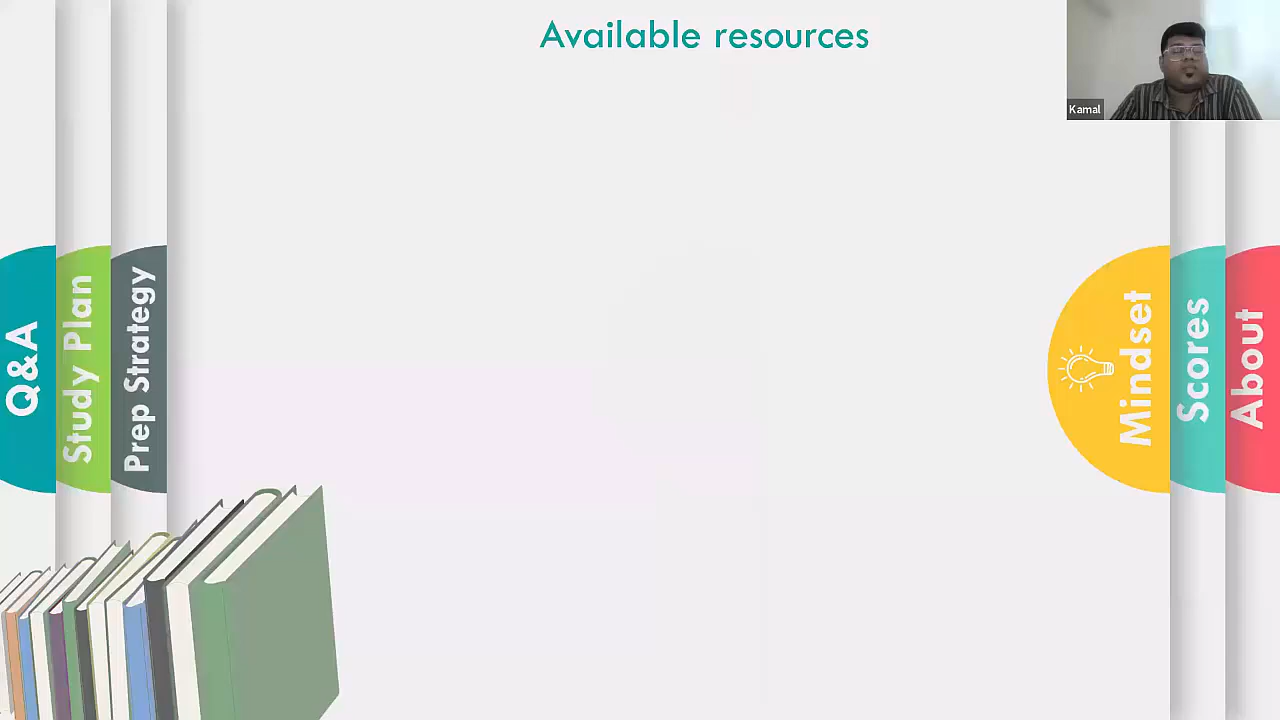 Available resources
Kamal
Q&A
Study Plan
Prep Strategy
Mindset
Scores
About